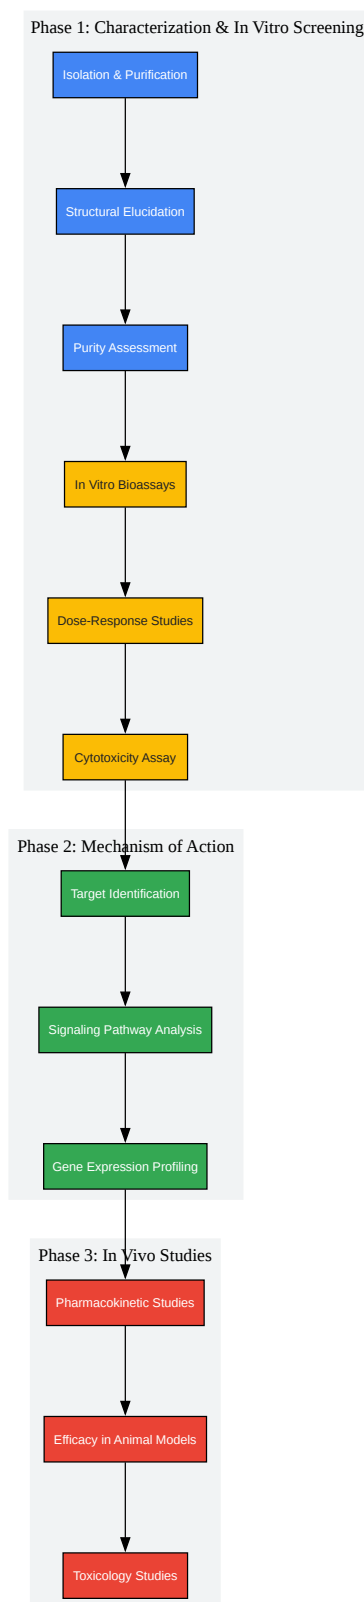 Phase 1: Characterization & In Vitro Screening
Isolation & Purification
Structural Elucidation
Purity Assessment
In Vitro Bioassays
Dose-Response Studies
Cytotoxicity Assay
Phase 2: Mechanism of Action
Target Identification
Signaling Pathway Analysis
Gene Expression Profiling
Phase 3: In Vivo Studies
Pharmacokinetic Studies
Efficacy in Animal Models
Toxicology Studies